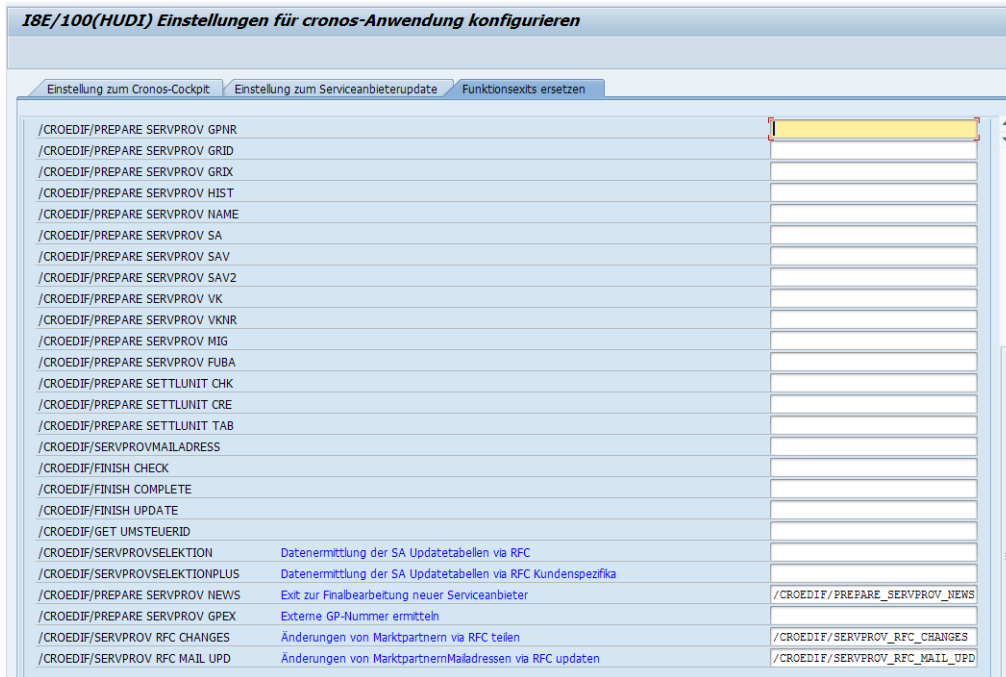 I8E/100(HUDI) Einstellungen für cronos-Anwendung konfigurieren
Einstellung zum Cronos-Cockpit Einstellung zum Serviceanbieterupdate Funktionsexits ersetzen
/CROEDIF/PREPARE SERVPROV GPNR
/CROEDIF/PREPARE SERVPROV GRID
/CROEDIF/PREPARE SERVPROV GRIX
/CROEDIF/PREPARE SERVPROV HIST
/CROEDIF/PREPARE SERVPROV NAME
/CROEDIF/PREPARE SERVPROV SA
/CROEDIF/PREPARE SERVPROV SAV
/CROEDIF/PREPARE SERVPROV SAV2
/CROEDIF/PREPARE SERVPROV VK
/CROEDIF/PREPARE SERVPROV VKNR
/CROEDIF/PREPARE SERVPROV MIG
/CROEDIF/PREPARE SERVPROV FUBA
/CROEDIF/PREPARE SETTLUNIT CHK
/CROEDIF/PREPARE SETTLUNIT CRE
/CROEDIF/PREPARE SETTLUNIT TAB
/CROEDIF/SERVPROVMAILADRESS
/CROEDIF/FINISH CHECK
/CROEDIF/FINISH COMPLETE
/CROEDIF/FINISH UPDATE
/CROEDIF/GET UMSTEUERID
/CROEDIF/SERVPROVSELEKTION Datenermittlung der SA Updatetabellen via RFC
/CROEDIF/SERVPROVSELEKTIONPLUS Datenermittlung der SA Updatetabellen via RFC Kundenspezifika
/CROEDIF/PREPARE SERVPROV NEWS Exit zur Finalbearbeitung neuer Serviceanbieter /CROEDIF/PREPARE_SERVPROV_NEWS
/CROEDIF/PREPARE SERVPROV GPEX Externe GP-Nummer ermitteln
/CROEDIF/SERVPROV RFC CHANGES Änderungen von Marktpartnern via RFC teilen /CROEDIF/SERVPROV_RFC_CHANGES
/CROEDIF/SERVPROV RFC MAIL UPD Änderungen von MarktpartnernMailadressen via RFC updaten /CROEDIF/SERVPROV_RFC_MAIL_UPD